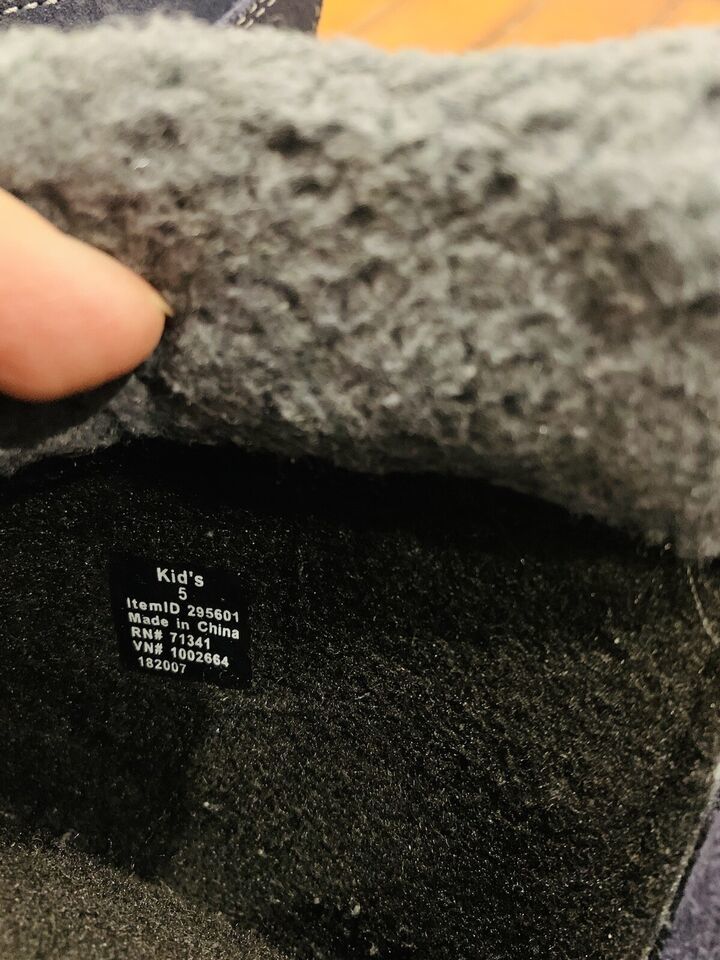 Kid's
5
ItemID 295601
Made in China
RN# 71341
VN# 1002664
182007